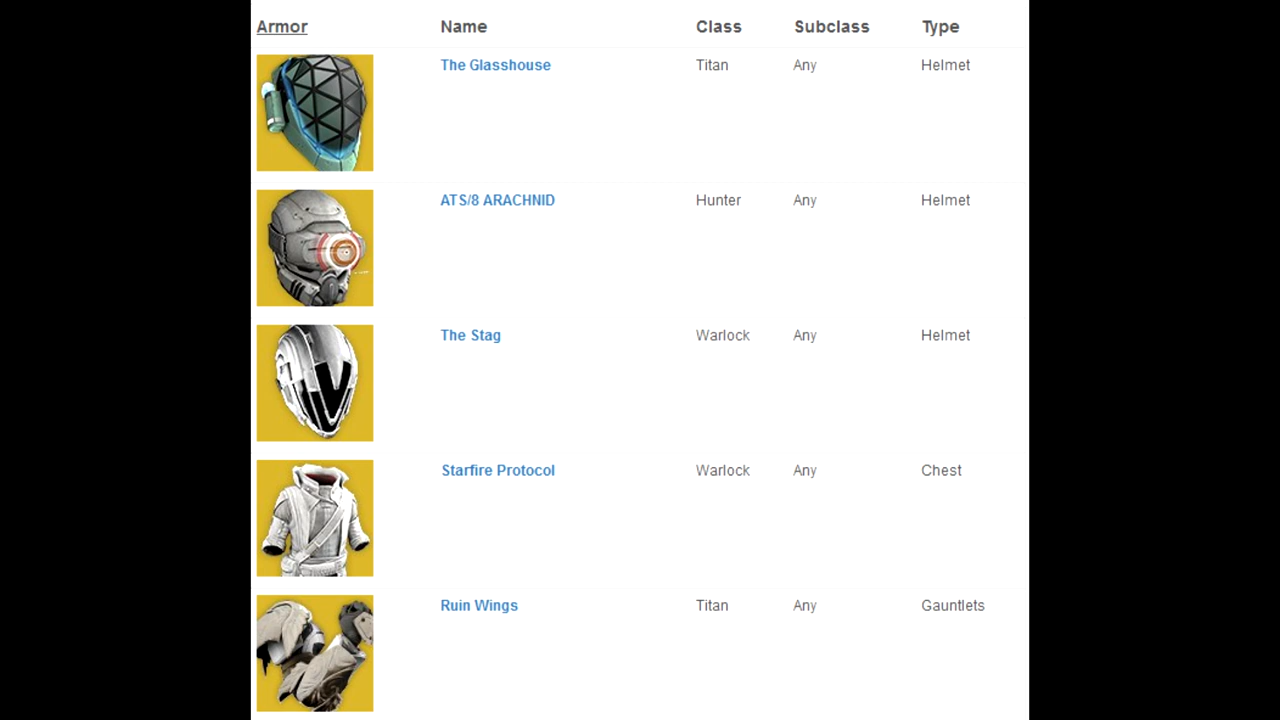 Armor Name Class Subclass Type
The Glasshouse Titan Any Helmet
ATS/8 ARACHNID Hunter Any Helmet
The Stag Warlock Any Helmet
Starfire Protocol Warlock Any Chest
Ruin Wings Titan Any Gauntlets